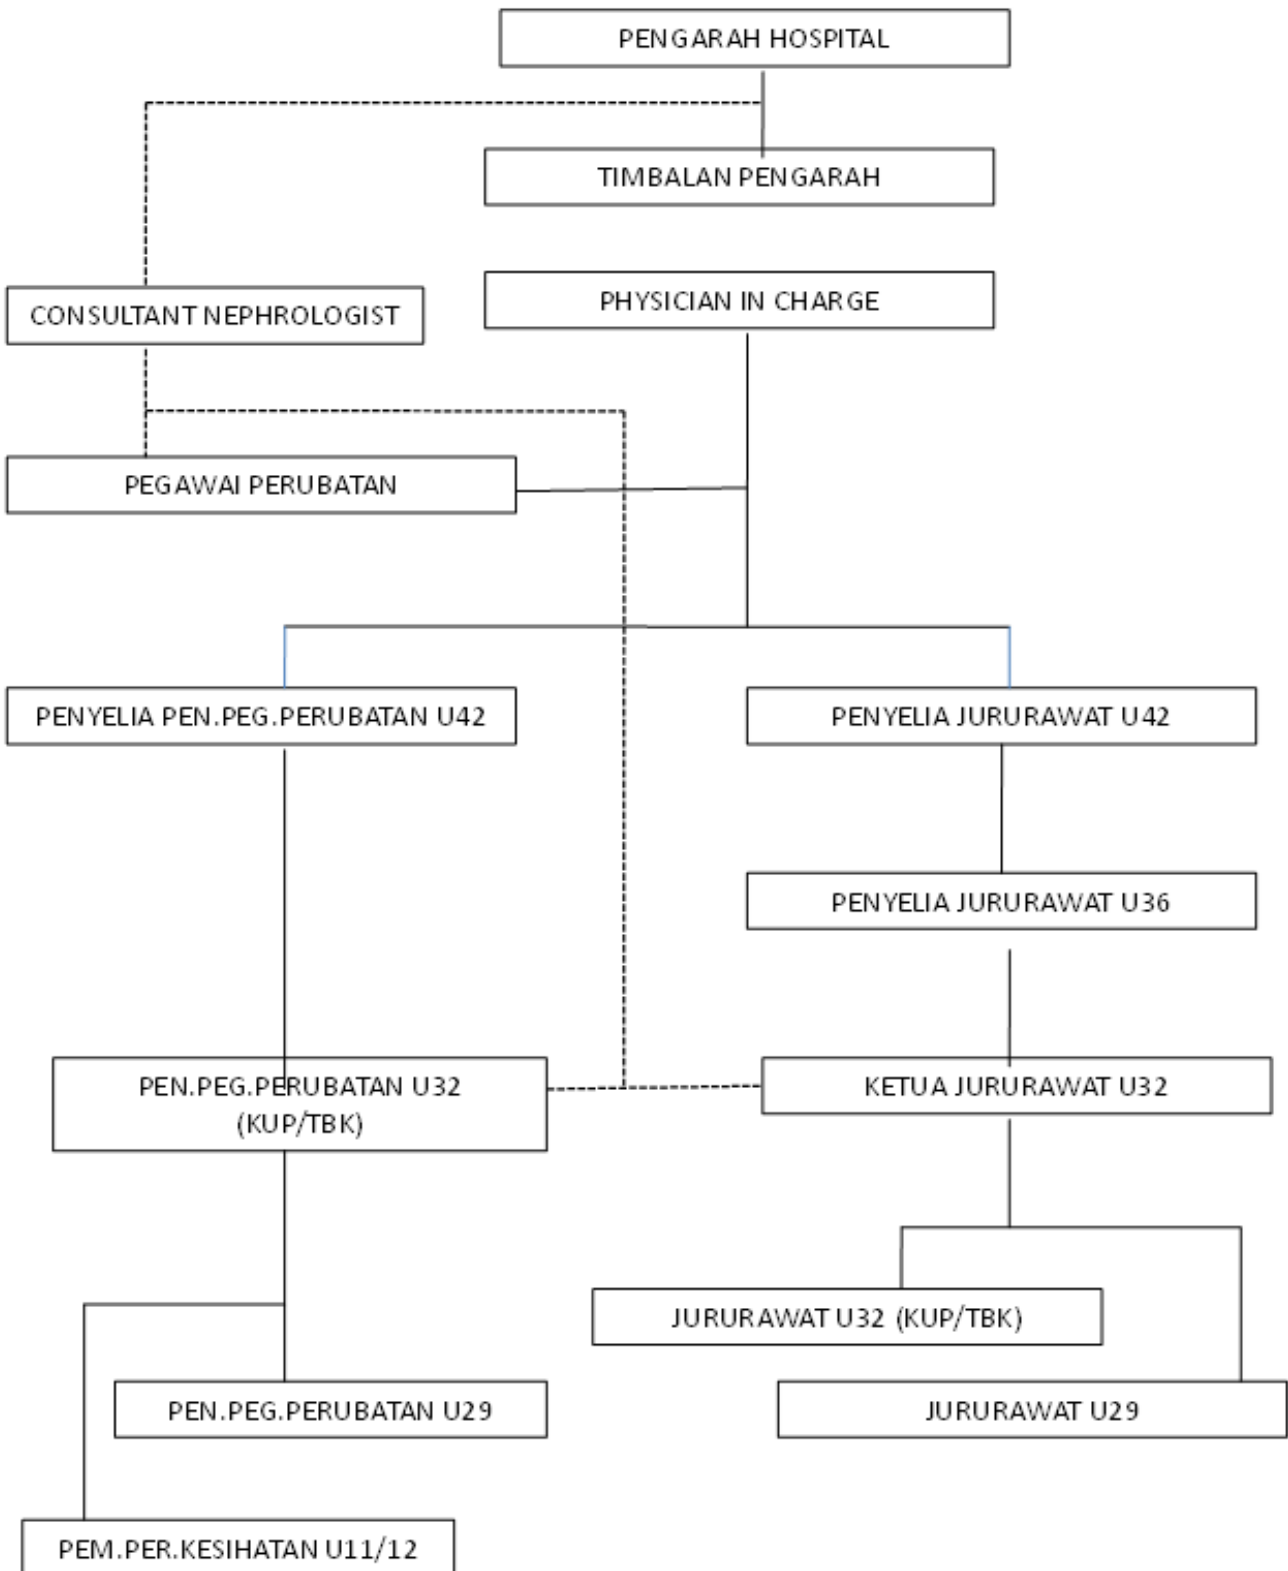 PENGARAH HOSPITAL
TIMBALAN PENGARAH
CONSULTANT NEPHROLOGIST
PHYSICIAN IN CHARGE
PEGAWAI PERUBATAN
PENYELIA PEN.PEG.PERUBATAN U42
PENYELIA JURURAWAT U42
PENYELIA JURURAWAT U36
PEN.PEG.PERUBATAN U32
(KUP/TBK)
KETUA JURURAWAT U32
JURURAWAT U32 (KUP/TBK)
PEN.PEG.PERUBATAN U29
JURURAWAT U29
PEM.PER.KESIHATAN U11/12